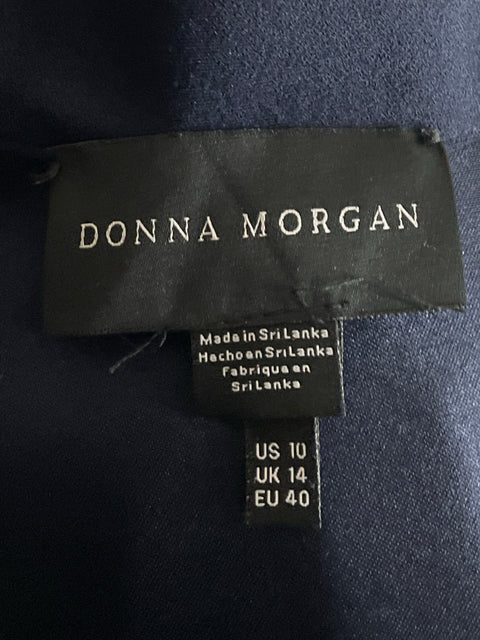 DONNA MORGAN
Made in Sri Lanka
Hecho en Sri Lanka
Fabrique en
Sri Lanka
US 10
UK 14
EU 40